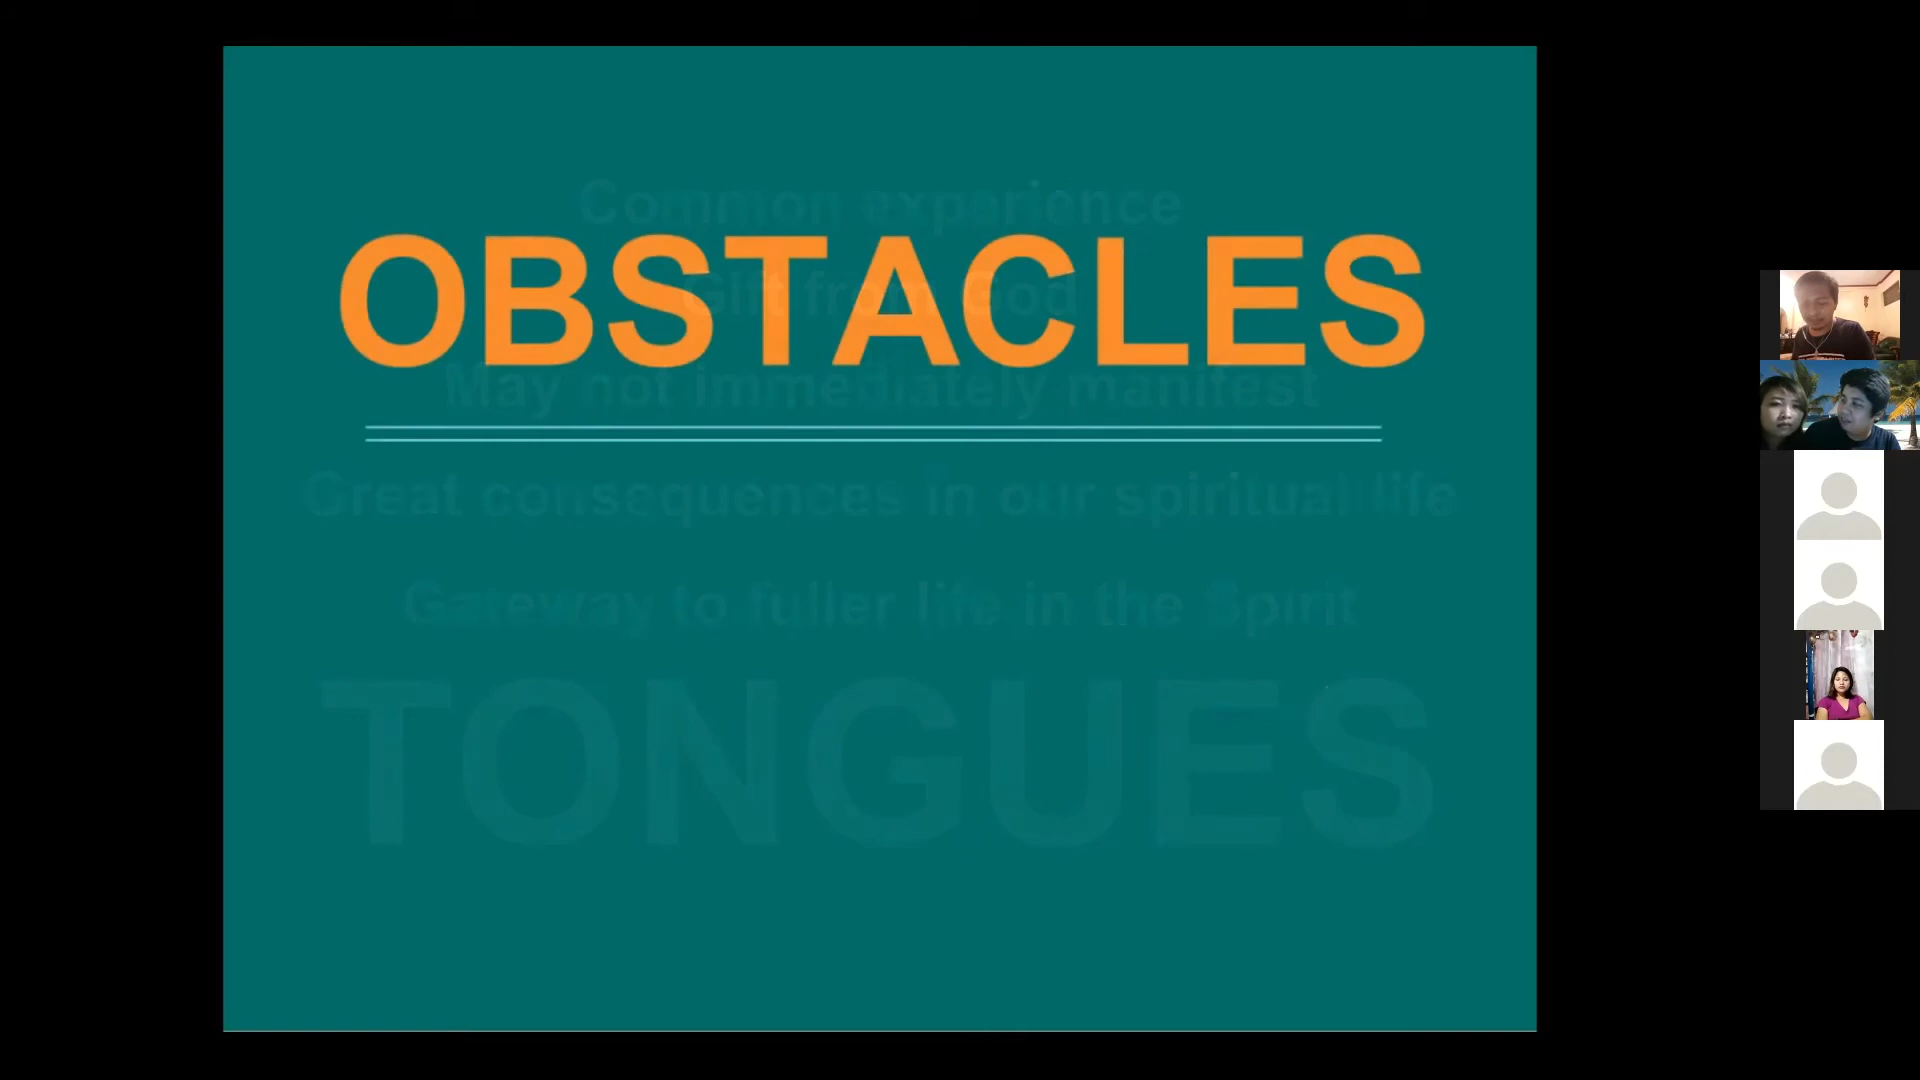 Common experience
OBSTACLES
Gift from God
May not immediately manifest
Great consequences in our spiritual life
Gateway to fuller life in the Spirit
TONGUES